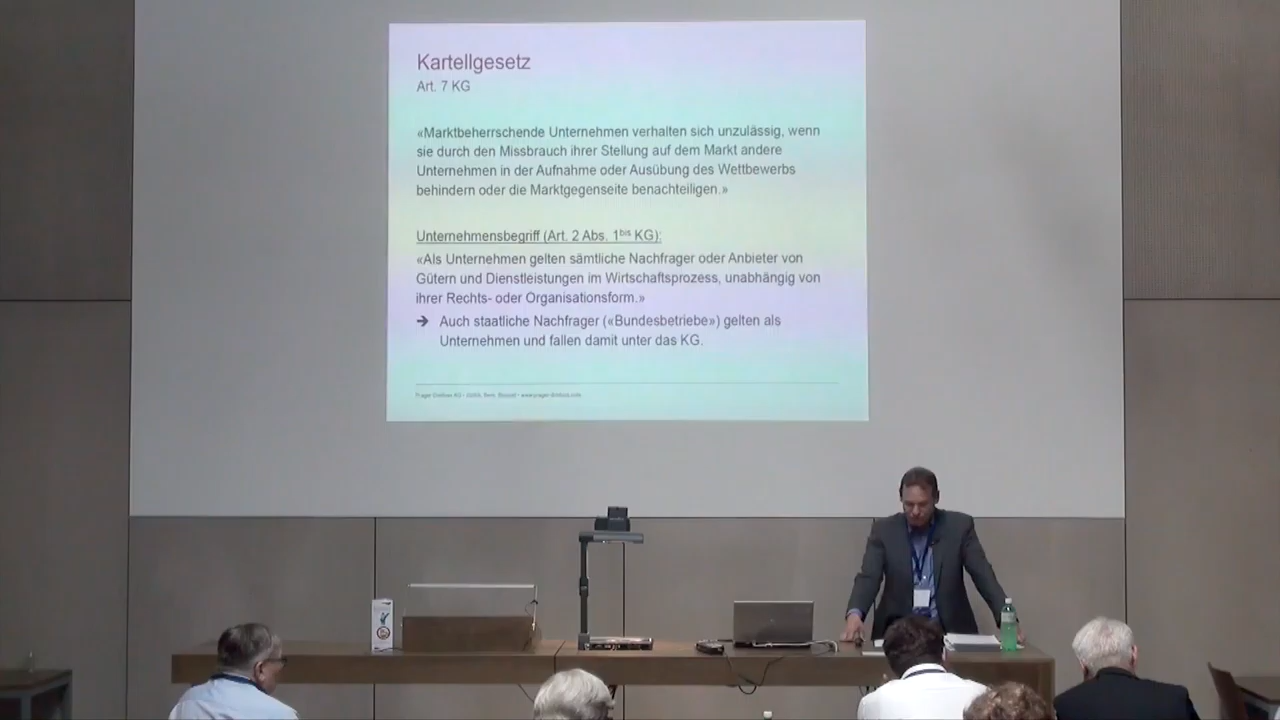 Kartellgesetz
Art. 7 KG
«Marktbeherrschende Unternehmen verhalten sich unzulässig, wenn
sie durch den Missbrauch ihrer Stellung auf dem Markt andere
Unternehmen in der Aufnahme oder Ausübung des Wettbewerbs
behindern oder die Marktgegenseite benachteiligen.»
Unternehmensbegriff (Art. 2 Abs. 1bis KG):
«Als Unternehmen gelten sämtliche Nachfrager oder Anbieter von
Gütern und Dienstleistungen im Wirtschaftsprozess, unabhängig von
ihrer Rechts- oder Organisationsform.»
➔ Auch staatliche Nachfrager («Bundesbetriebe») gelten als
Unternehmen und fallen damit unter das KG.